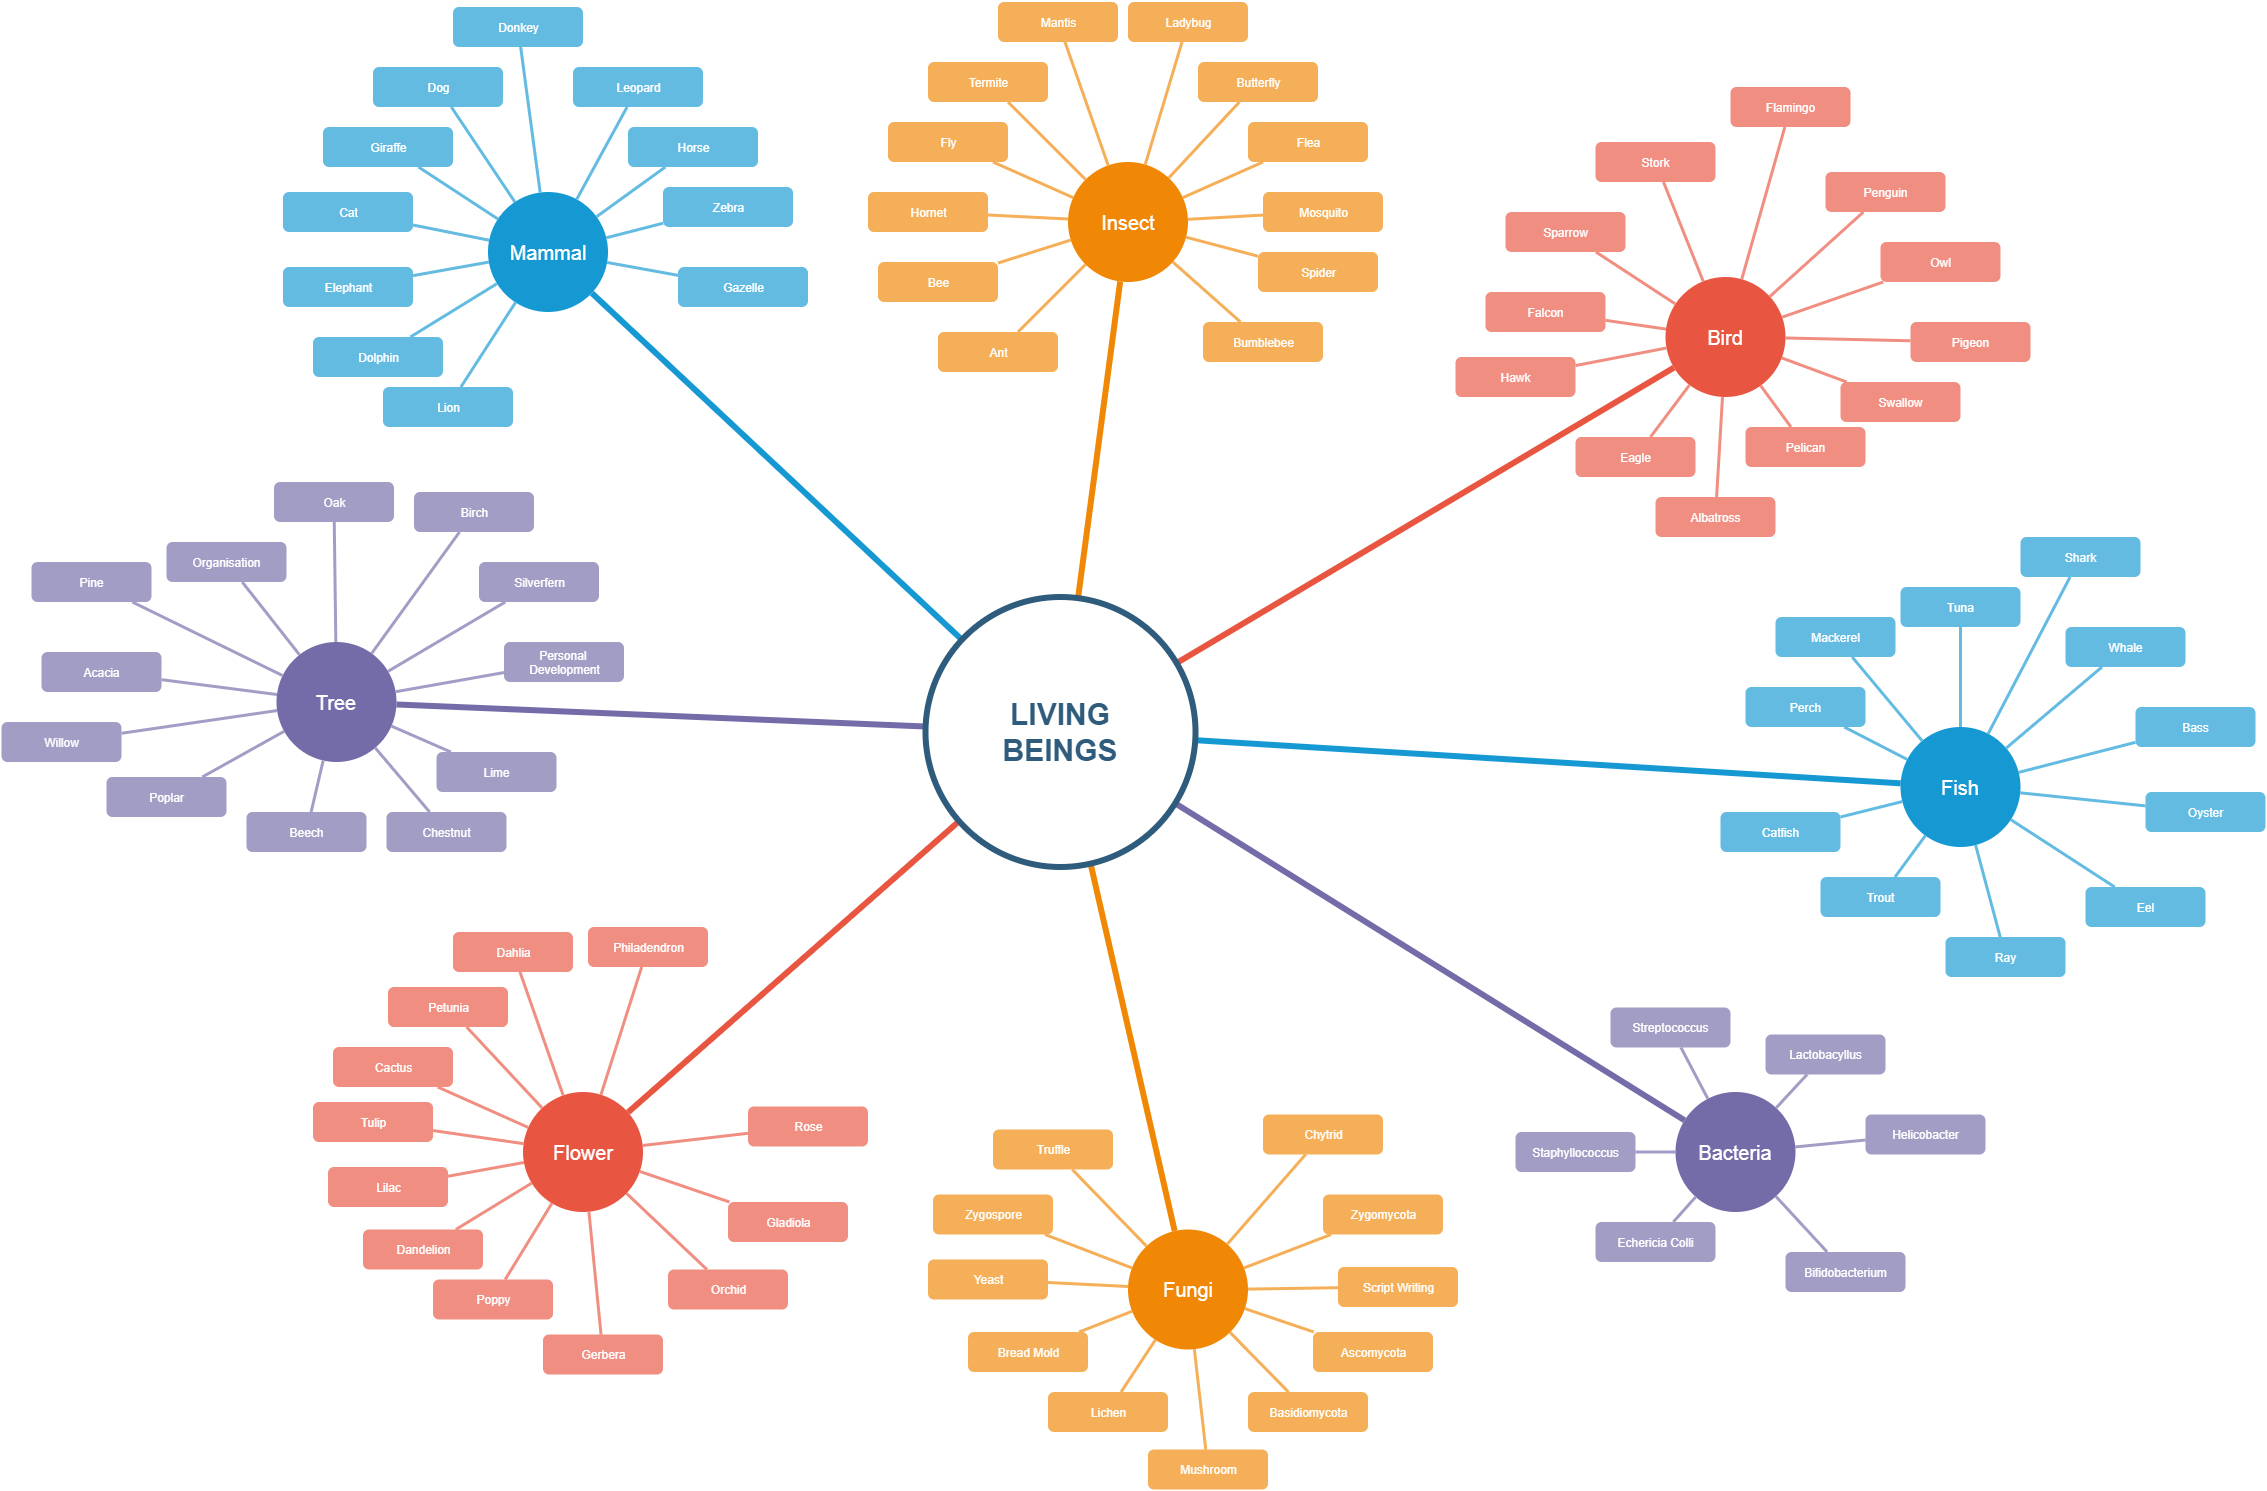 LIVING
BEINGS
Mammal
Donkey
Dog
Leopard
Giraffe
Horse
Cat
Zebra
Elephant
Gazelle
Dolphin
Lion
Insect
Mantis
Ladybug
Termite
Butterfly
Fly
Flea
Hornet
Mosquito
Bee
Spider
Ant
Bumblebee
Bird
Flamingo
Stork
Penguin
Sparrow
Owl
Falcon
Pigeon
Hawk
Swallow
Eagle
Pelican
Albatross
Tree
Oak
Birch
Organisation
Pine
Silverfern
Personal
Development
Acacia
Willow
Lime
Poplar
Beech
Chestnut
Fish
Shark
Tuna
Mackerel
Whale
Perch
Bass
Catfish
Oyster
Trout
Eel
Ray
Flower
Dahlia
Philadendron
Petunia
Cactus
Tulip
Rose
Lilac
Gladiola
Dandelion
Orchid
Poppy
Gerbera
Fungi
Truflle
Chytrid
Zygospore
Zygomycota
Yeast
Script Writing
Bread Mold
Ascomycota
Lichen
Basidiomycota
Mushroom
Bacteria
Streptococcus
Lactobacyllus
Helicobacter
Staphyllococcus
Echericia Colli
Bifidobacterium